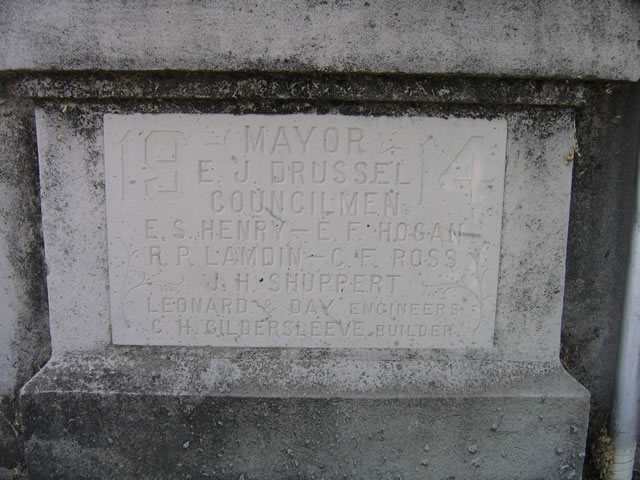 19 MAYOR 14
E. J. DRUSSEL
COUNCILMEN
E. S. HENRY - E. F. HOGAN
R. P. LAMDIN - C. F. ROSS
J. H. SHUPPERT
LEONARD & DAY ENGINEERS
C. H. GILDERSLEEVE BUILDER